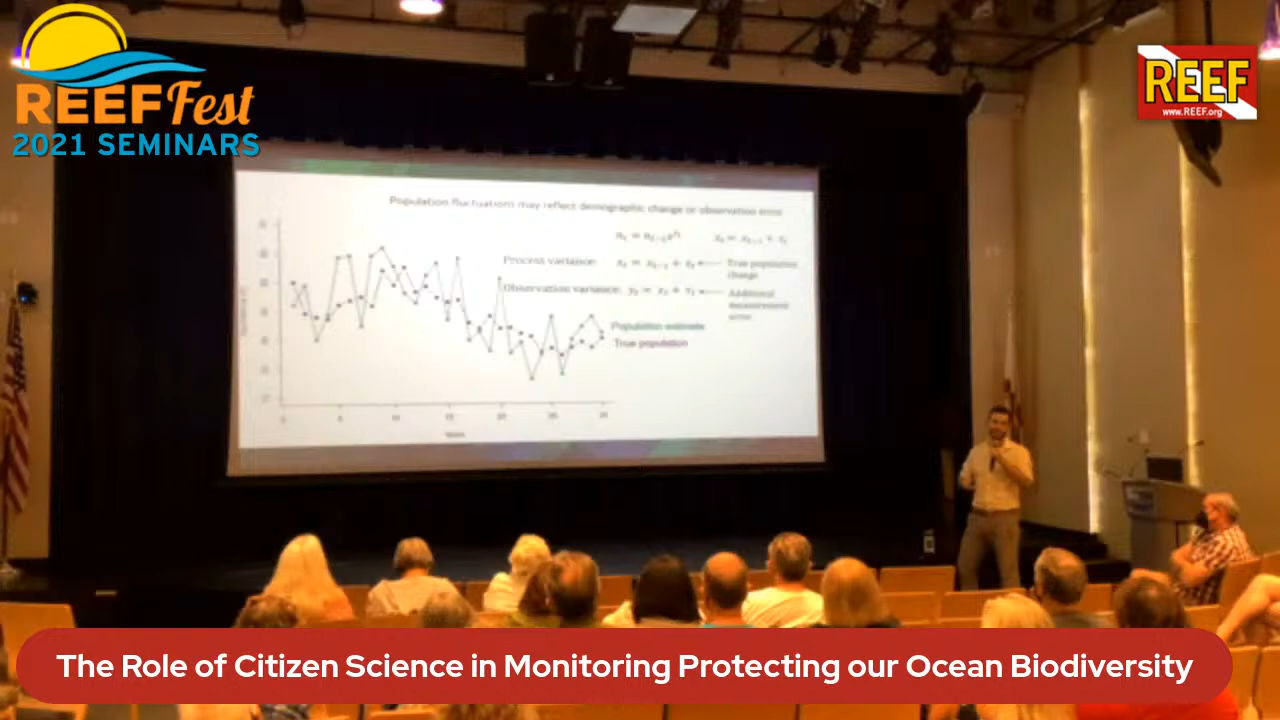 REEF Fest
2021 SEMINARS
REEF
www.REEF.org
Population fluctuations may reflect demographic change or observation error
Process variance:
True population
change
Observation variance:
Additional
measurement
error
Population estimate
True population
Years
The Role of Citizen Science in Monitoring Protecting our Ocean Biodiversity